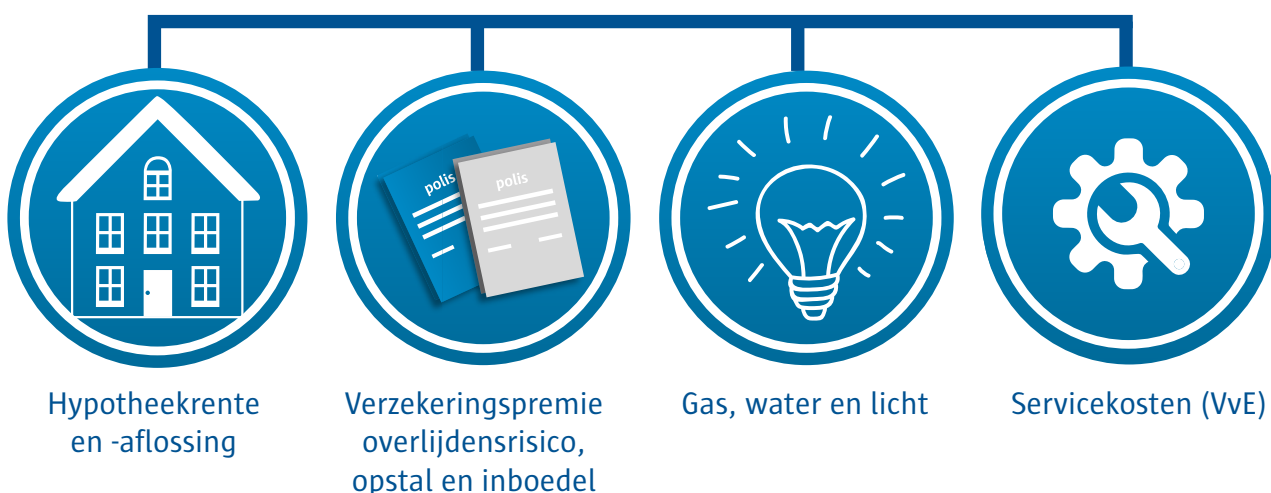 polis
polis
Hypotheekrente
en -aflossing
Verzekeringspremie
overlijdensrisico,
opstal en inboedel
Gas, water en licht
Servicekosten (VvE)